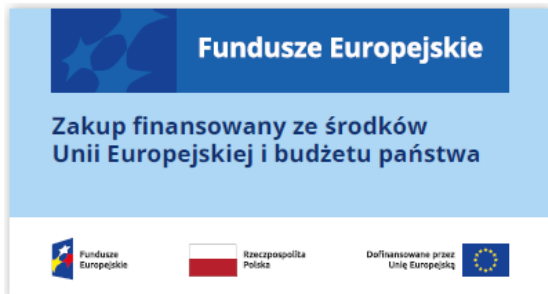 Fundusze Europejskie
Zakup finansowany ze środków
Unii Europejskiej i budżetu państwa
Fundusze
Europejskie
Rzeczpospolita
Polska
Dofinansowane przez
Unię Europejską